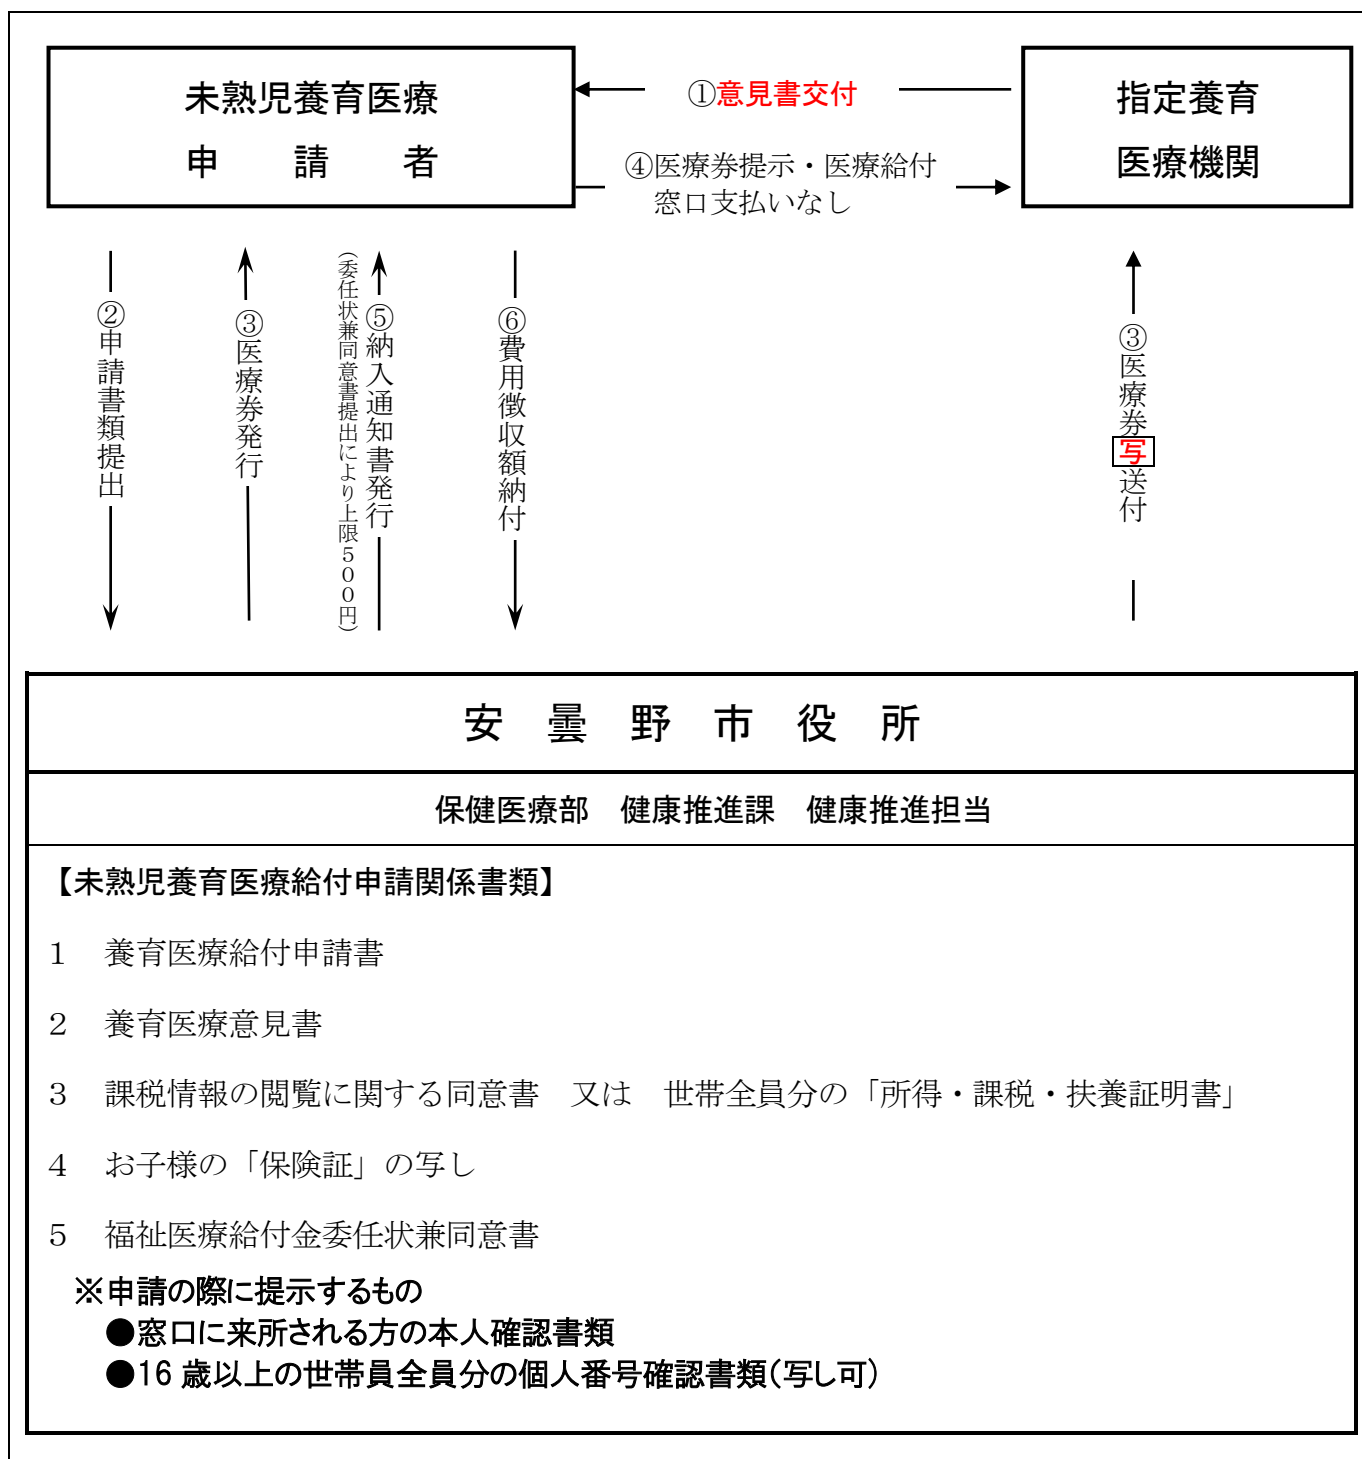 未熟児養育医療
申　請　者
①意見書交付
④医療券提示・医療給付
窓口支払いなし
指定養育
医療機関
②申請書類提出
③医療券発行
⑤納入通知書発行
（委任状兼同意書提出により上限５００円）
⑥費用徴収額納付
③医療券写送付
安　曇　野　市　役　所
保健医療部　健康推進課　健康推進担当
【未熟児養育医療給付申請関係書類】
１　養育医療給付申請書
２　養育医療意見書
３　課税情報の閲覧に関する同意書　又は　世帯全員分の「所得・課税・扶養証明書」
４　お子様の「保険証」の写し
５　福祉医療給付金委任状兼同意書
※申請の際に提示するもの
●窓口に来所される方の本人確認書類
●16 歳以上の世帯員全員分の個人番号確認書類（写し可）